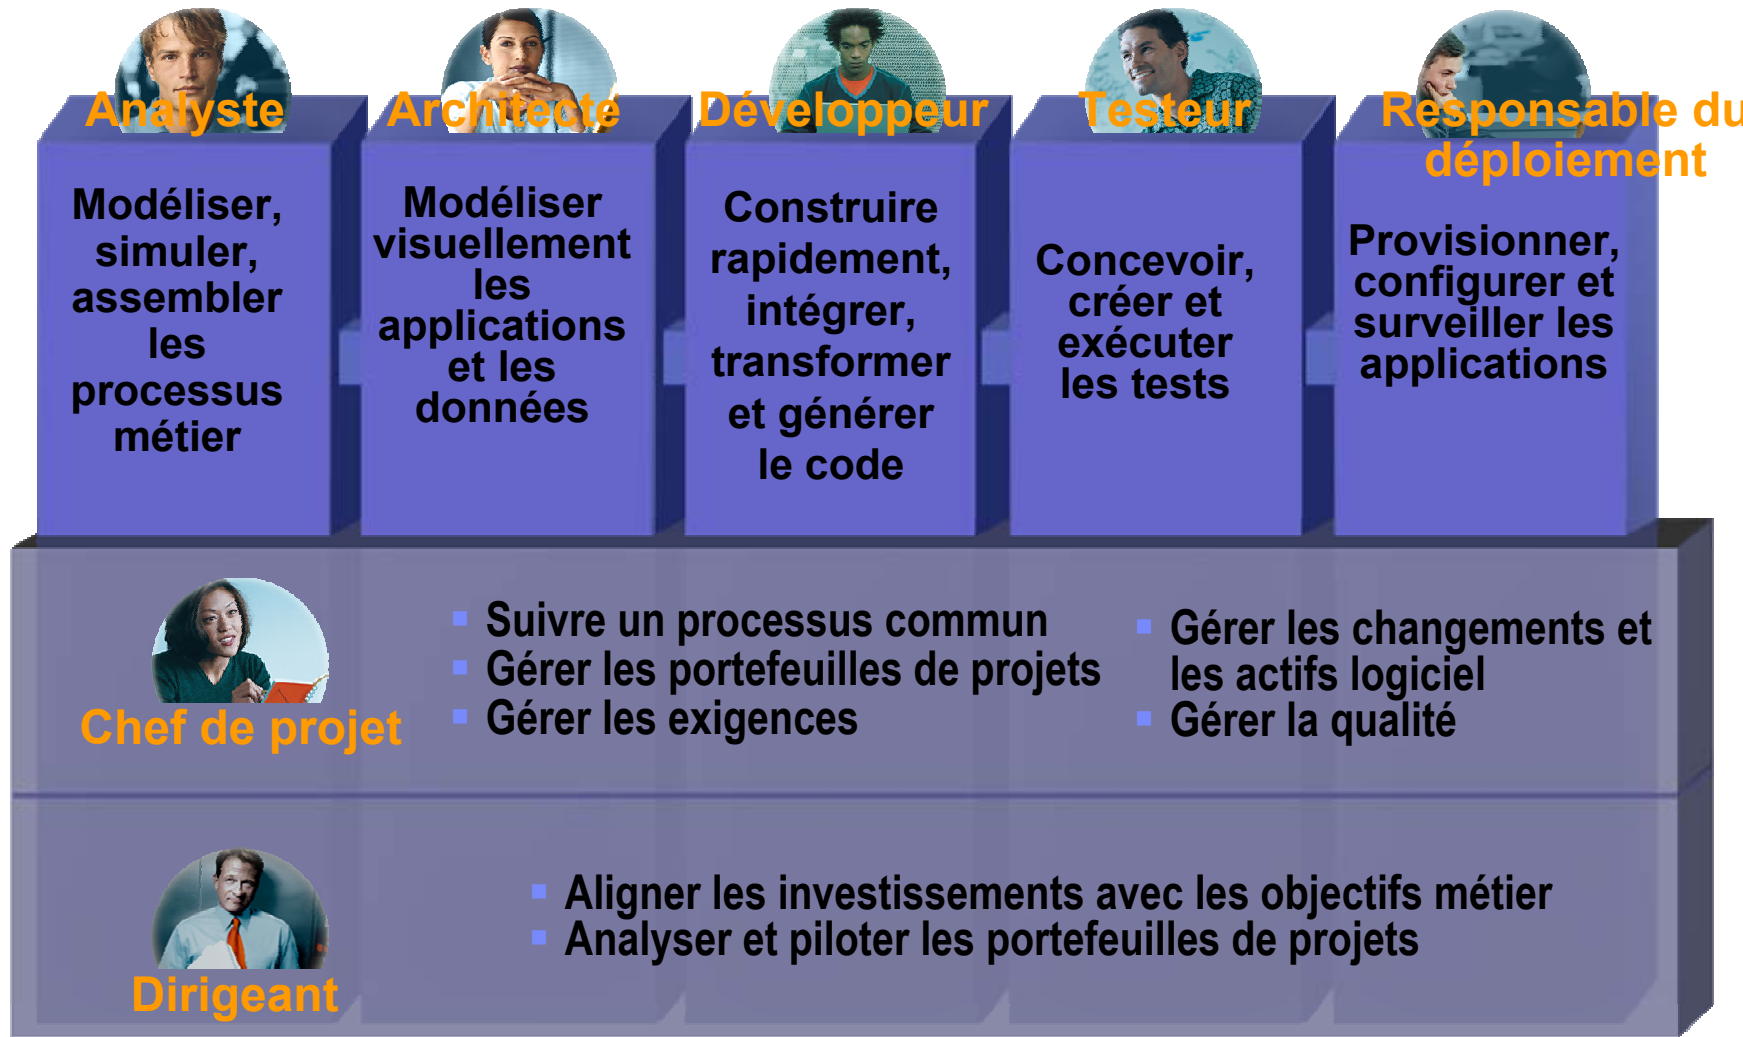 Analyste
Modéliser,
simuler,
assembler
les
processus
métier
Architecte
Modéliser
visuellement
les
applications
et les
données
Développeur
Construire
rapidement,
intégrer,
transformer
et générer
le code
Testeur
Concevoir,
créer et
exécuter
les tests
Responsable du
déploiement
Provisionner,
configurer et
surveiller les
applications
Chef de projet
Suivre un processus commun
Gérer les portefeuilles de projets
Gérer les exigences
Gérer les changements et
les actifs logiciel
Gérer la qualité
Dirigeant
Aligner les investissements avec les objectifs métier
Analyser et piloter les portefeuilles de projets